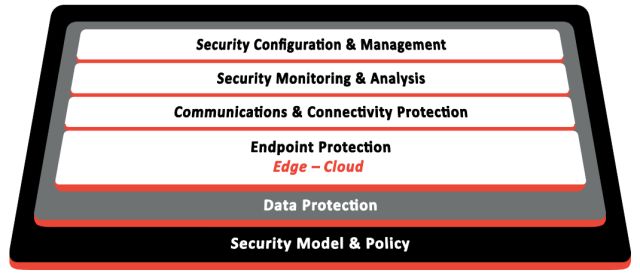 Security Configuration & Management
Security Monitoring & Analysis
Communications & Connectivity Protection
Endpoint Protection
Edge – Cloud
Data Protection
Security Model & Policy